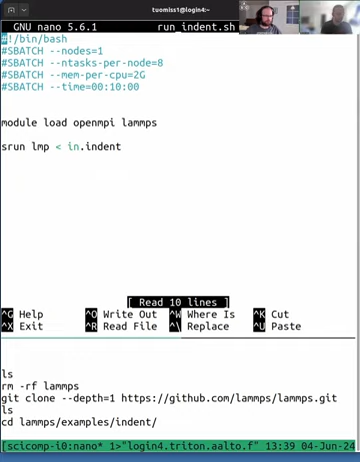 tuomiss1@login4:~
GNU nano 5.6.1 run_indent.sh
#!/bin/bash
#SBATCH --nodes=1
#SBATCH --ntasks-per-node=8
#SBATCH --mem-per-cpu=2G
#SBATCH --time=00:10:00
module load openmpi lammps
srun lmp < in.indent
[ Read 10 lines ]
^G Help ^O Write Out ^W Where Is ^K Cut
^X Exit ^R Read File ^\ Replace ^U Paste
ls
rm -rf lammps
git clone --depth=1 https://github.com/lammps/lammps.git
ls
cd lammps/examples/indent/
[scicomp-i0:nano* 1>"login4.triton.aalto.f" 13:39 04-Jun-24